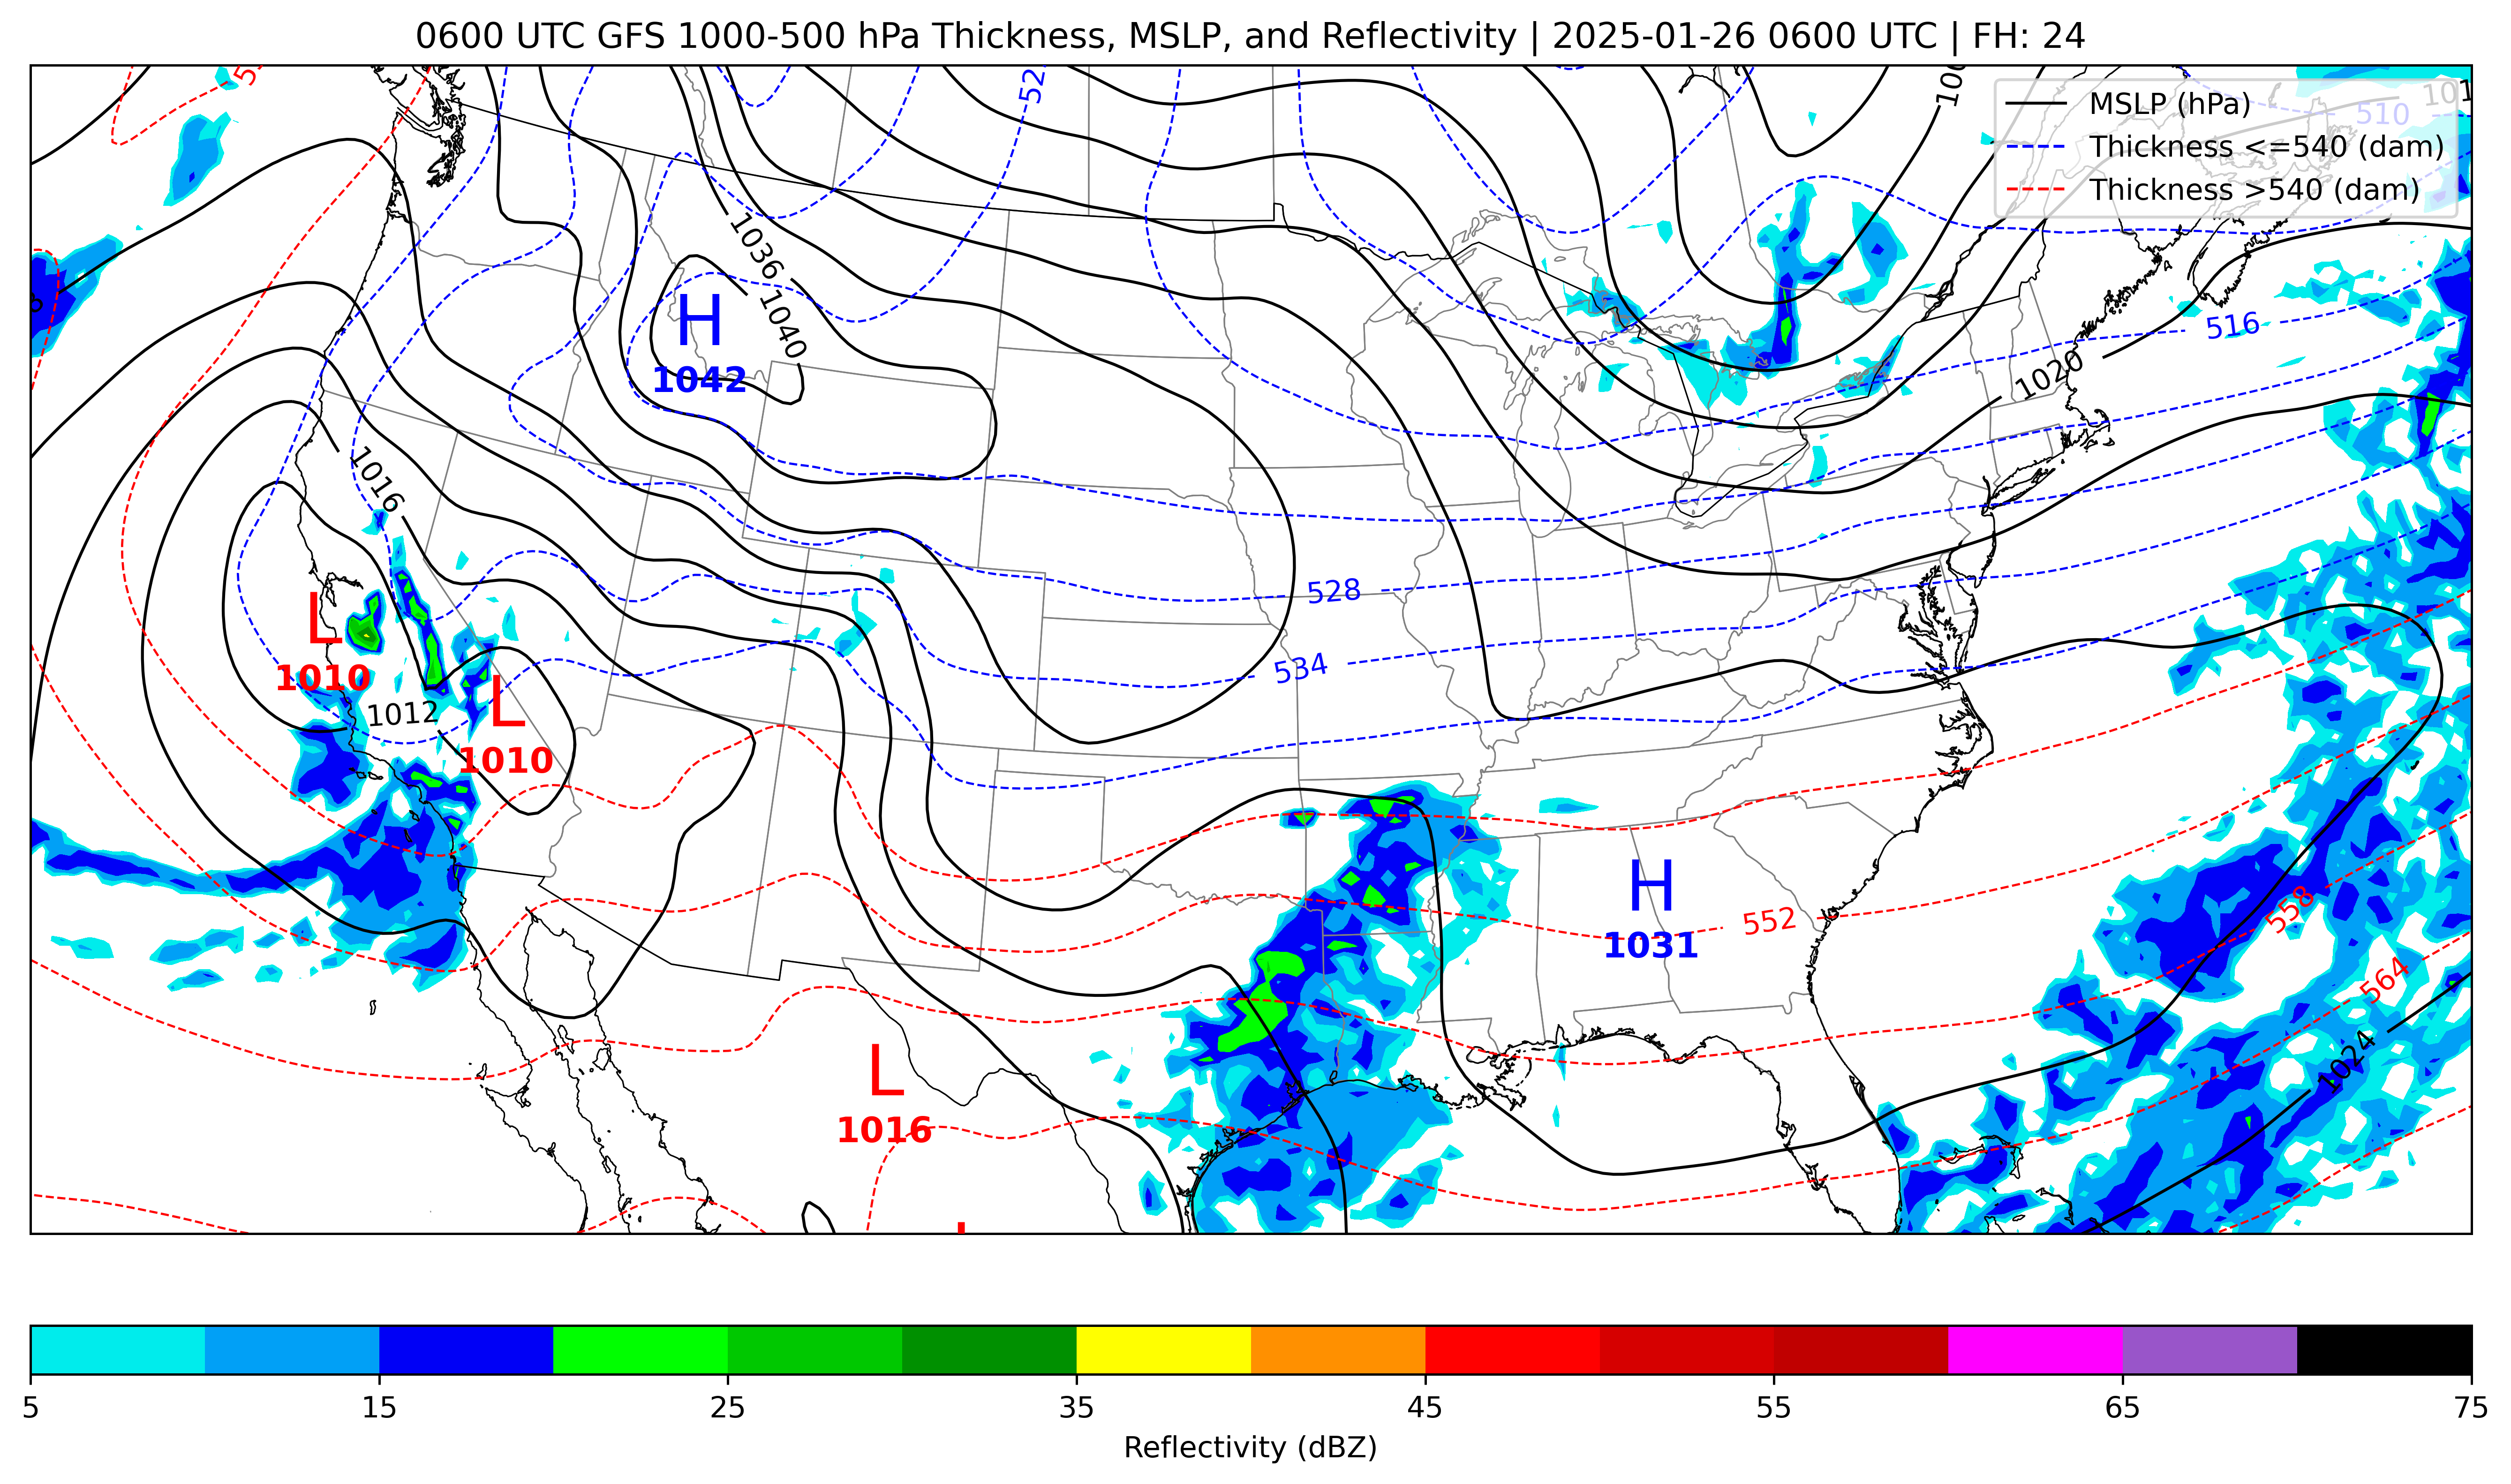 0600 UTC GFS 1000-500 hPa Thickness, MSLP, and Reflectivity | 2025-01-26 0600 UTC | FH: 24
MSLP (hPa)
Thickness <=540 (dam)
Thickness >540 (dam)
510
1036
1040
H
1042
516
1020
1016
528
534
L
1010
1012
L
1010
H
1031
552
558
564
1024
L
1016
5
15
25
35
45
55
65
75
Reflectivity (dBZ)